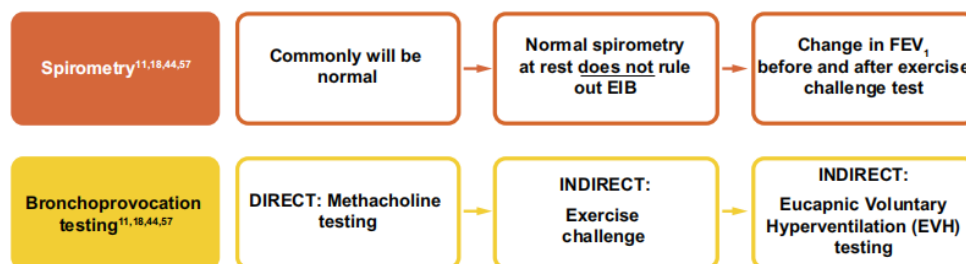 Spirometry11,18,44,57
Commonly will be
normal
Normal spirometry
at rest does not rule
out EIB
Change in FEV1
before and after exercise
challenge test
Bronchoprovocation
testing11,18,44,57
DIRECT: Methacholine
testing
INDIRECT:
Exercise
challenge
INDIRECT:
Eucapnic Voluntary
Hyperventilation (EVH)
testing